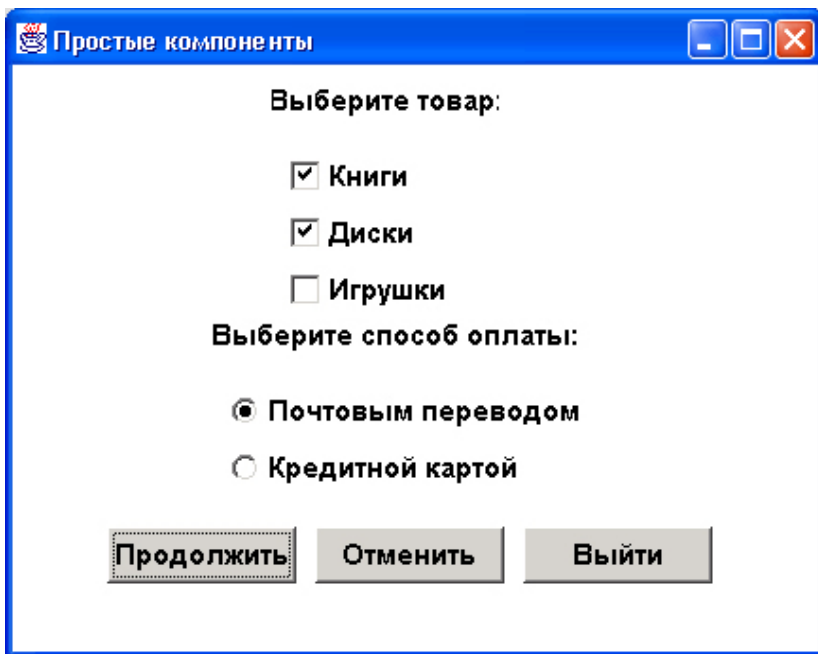 Простые компоненты
Выберите товар:
Книги
Диски
Игрушки
Выберите способ оплаты:
Почтовым переводом
Кредитной картой
Продолжить Отменить Выйти